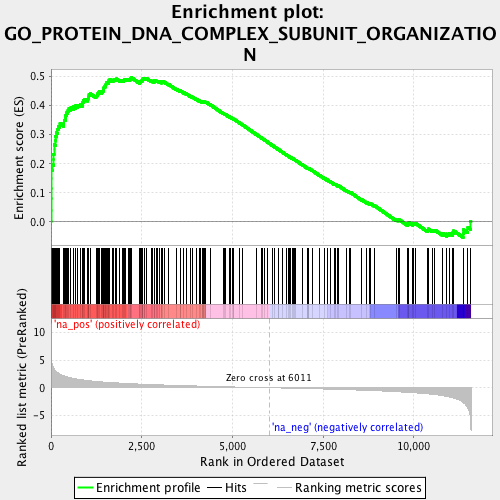 Enrichment plot:
GO_PROTEIN_DNA_COMPLEX_SUBUNIT_ORGANIZATIO
N
Enrichment score (ES)
0.5
0.4
0.3
0.2
0.1
0.0
'na_pos' (positively correlated)
Ranked list metric (PreRanked)
10
5
0
-5
Zero cross at 6011
'na_neg' (negatively correlated)
0
2,500
5,000
7,500
10,000
Rank in Ordered Dataset
Enrichment profile
Hits
Ranking metric scores